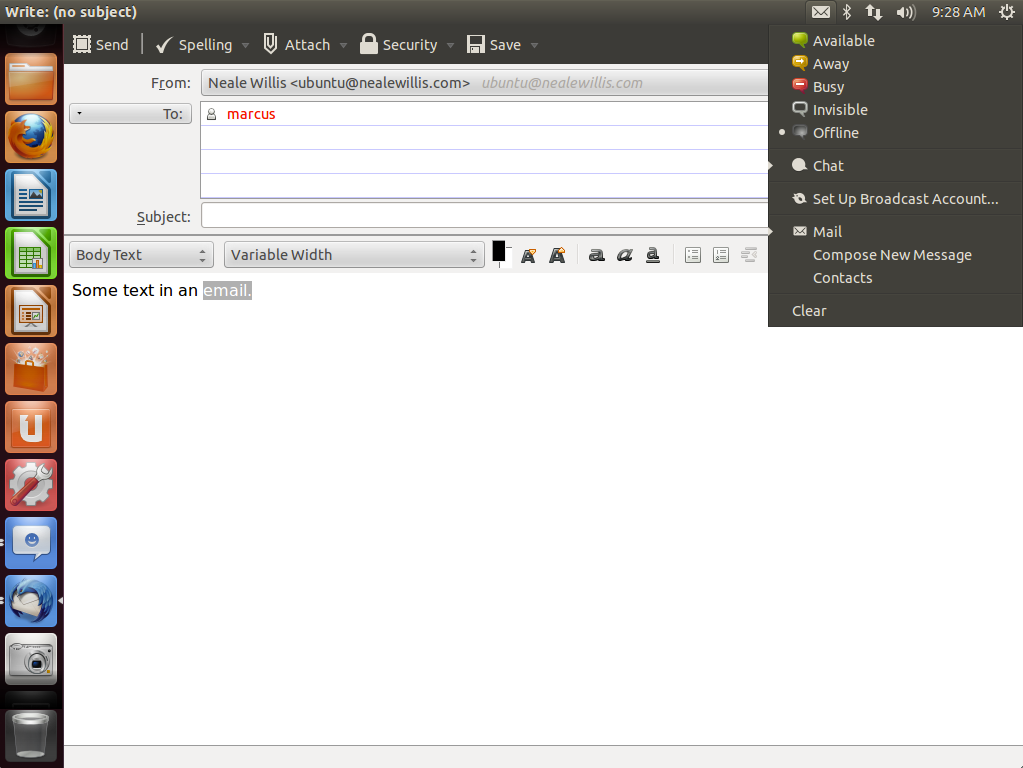 Write: (no subject)
9:28 AM
Send Spelling Attach Security Save
From: Neale Willis <ubuntu@nealewillis.com> ubuntu@nealewillis.com
To: marcus
Subject:
Body Text Variable Width a a a
Some text in an email.
Available
Away
Busy
Invisible
Offline
Chat
Set Up Broadcast Account...
Mail
Compose New Message
Contacts
Clear